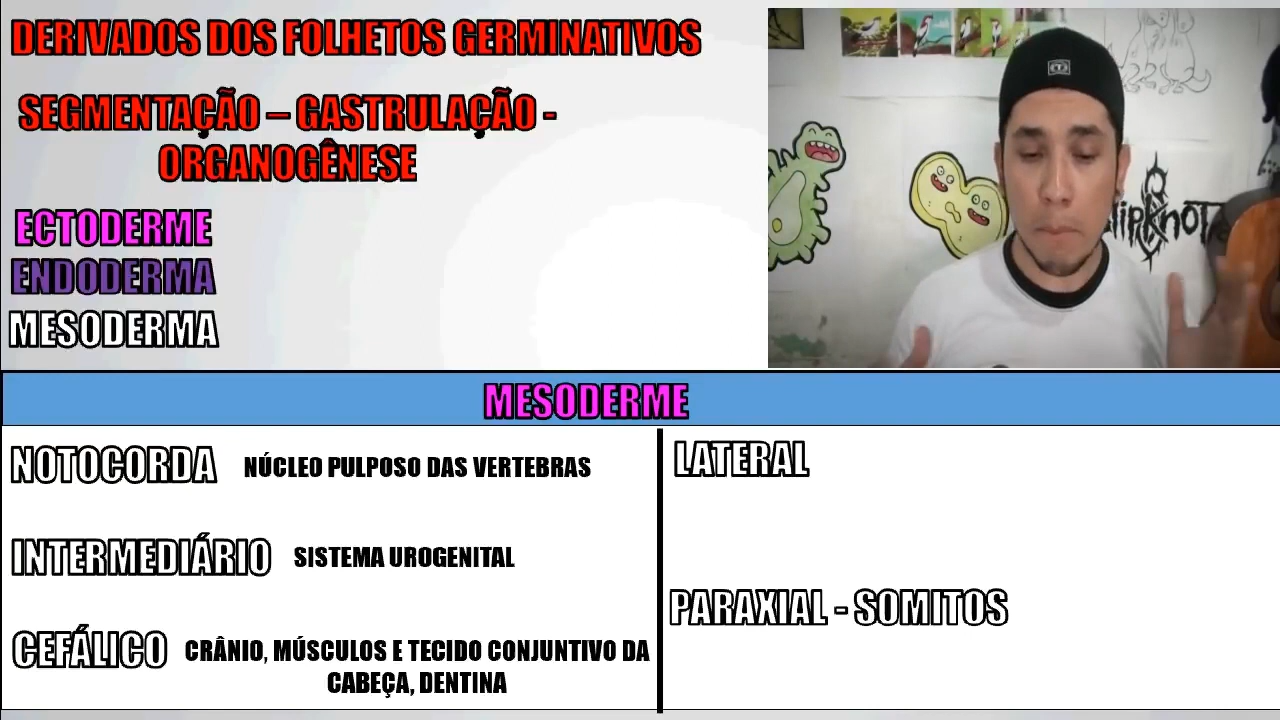 DERIVADOS DOS FOLHETOS GERMINATIVOS
SEGMENTAÇÃO – GASTRULAÇÃO -
ORGANOGÊNESE
ECTODERME
ENDODERMA
MESODERMA
MESODERME
NOTOCORDA NÚCLEO PULPOSO DAS VERTEBRAS
INTERMEDIÁRIO SISTEMA UROGENITAL
CEFÁLICO CRÂNIO, MÚSCULOS E TECIDO CONJUNTIVO DA
CABEÇA, DENTINA
LATERAL
PARAXIAL - SOMITOS